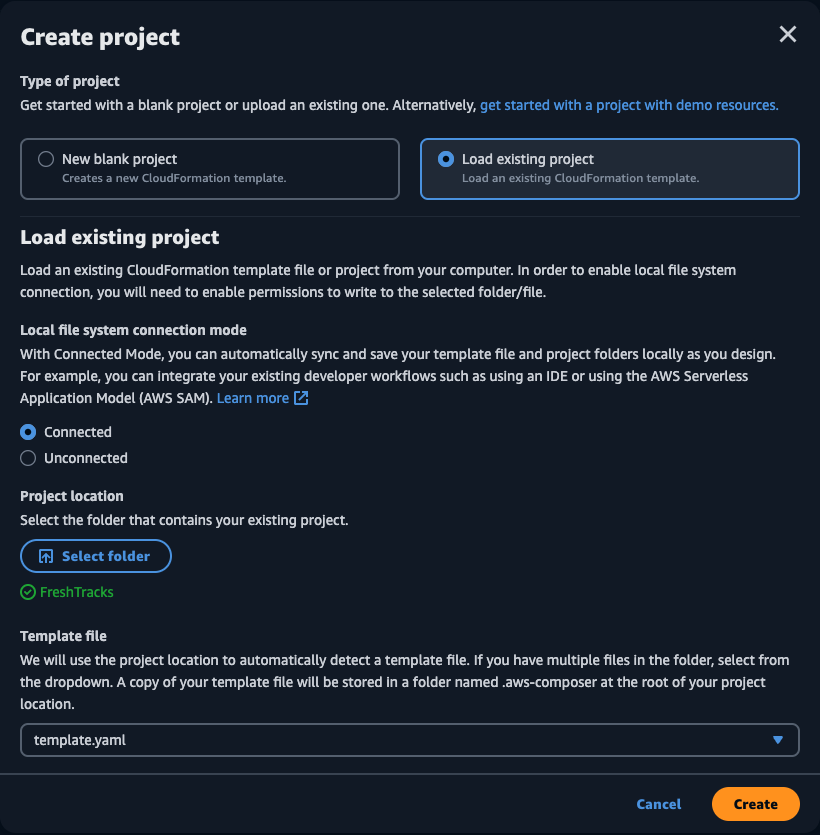 Create project
Type of project
Get started with a blank project or upload an existing one. Alternatively, get started with a project with demo resources.
New blank project
Creates a new CloudFormation template.
Load existing project
Load an existing CloudFormation template.
Load existing project
Load an existing CloudFormation template file or project from your computer. In order to enable local file system
connection, you will need to enable permissions to write to the selected folder/file.
Local file system connection mode
With Connected Mode, you can automatically sync and save your template file and project folders locally as you design.
For example, you can integrate your existing developer workflows such as using an IDE or using the AWS Serverless
Application Model (AWS SAM). Learn more
Connected
Unconnected
Project location
Select the folder that contains your existing project.
Select folder
FreshTracks
Template file
We will use the project location to automatically detect a template file. If you have multiple files in the folder, select from
the dropdown. A copy of your template file will be stored in a folder named .aws-composer at the root of your project
location.
template.yaml
Cancel
Create